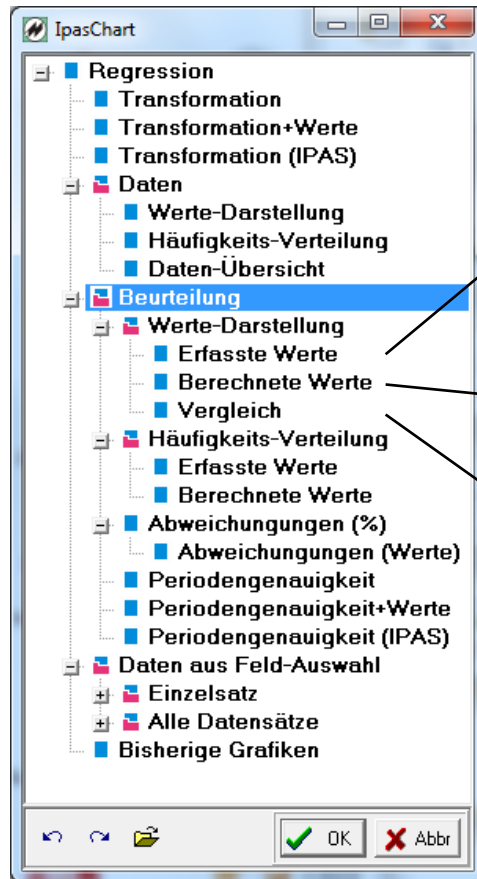 IpasChart
Regression
Transformation
Transformation+Werte
Transformation (IPAS)
Daten
Werte-Darstellung
Häufigkeits-Verteilung
Daten-Übersicht
Beurteilung
Werte-Darstellung
Erfasste Werte
Berechnete Werte
Vergleich
Häufigkeits-Verteilung
Erfasste Werte
Berechnete Werte
Abweichungungen (%)
Abweichungungen (Werte)
Periodengenauigkeit
Periodengenauigkeit+Werte
Periodengenauigkeit (IPAS)
Daten aus Feld-Auswahl
Einzelsatz
Alle Datensätze
Bisherige Grafiken
OK Abbr